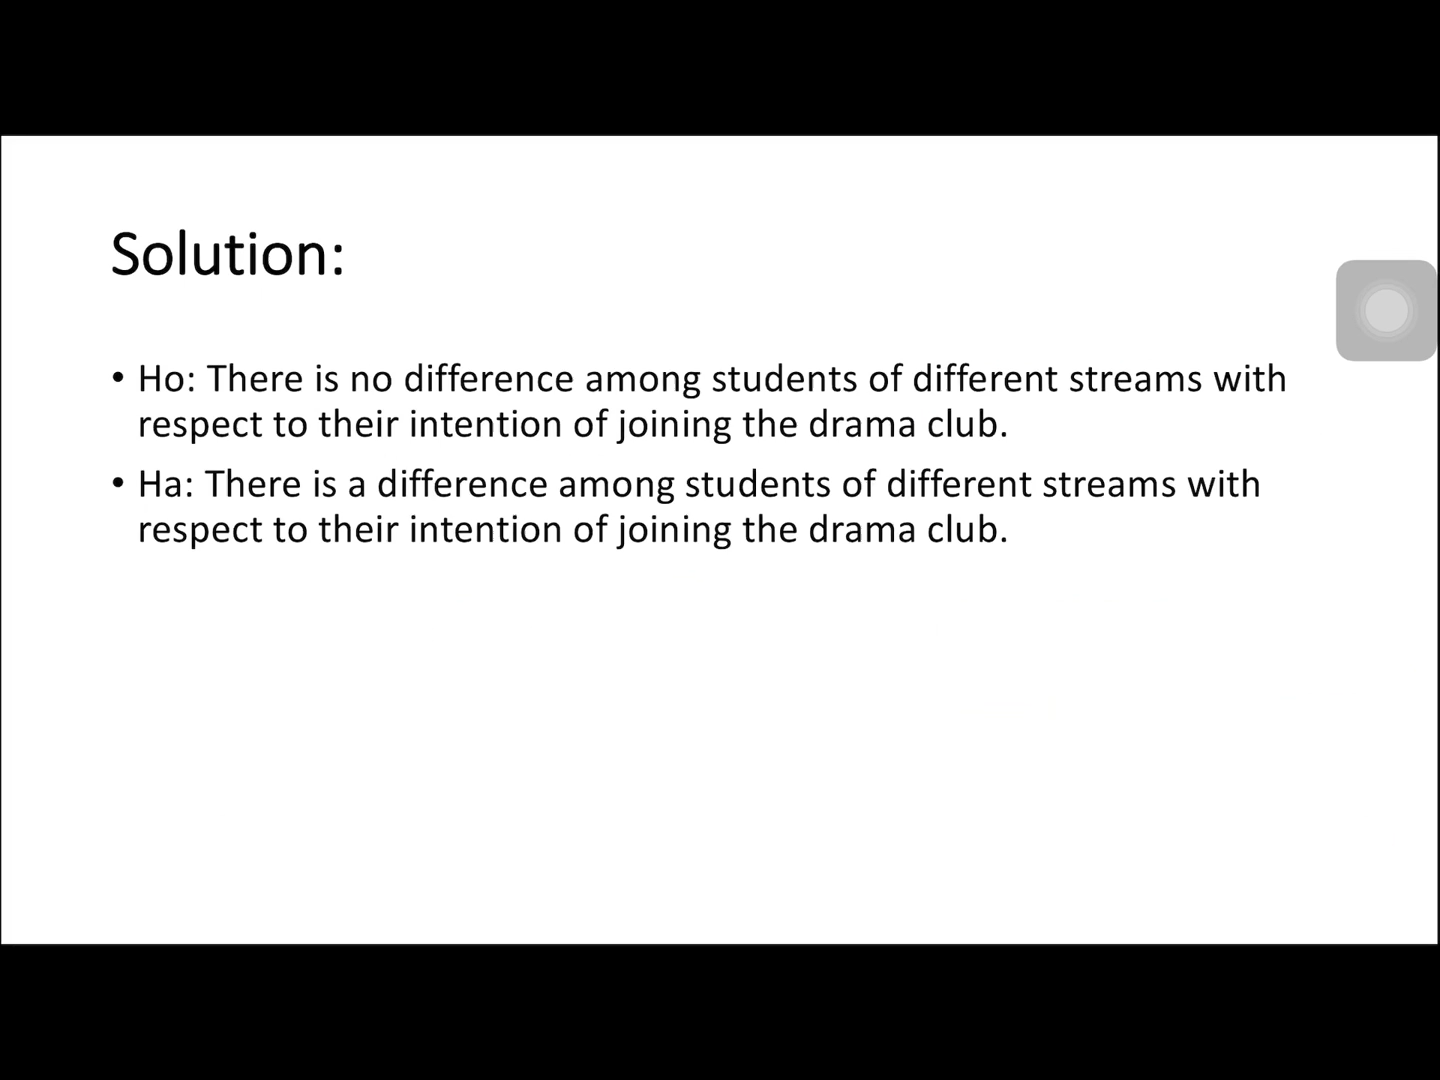 Solution:
• Ho: There is no difference among students of different streams with
respect to their intention of joining the drama club.
• Ha: There is a difference among students of different streams with
respect to their intention of joining the drama club.